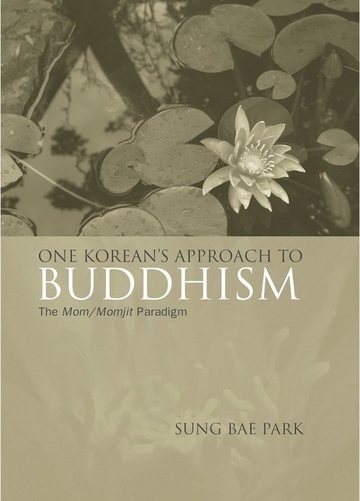 ONE KOREAN'S APPROACH TO
BUDDHISM
The Mom/Momjit Paradigm
SUNG BAE PARK